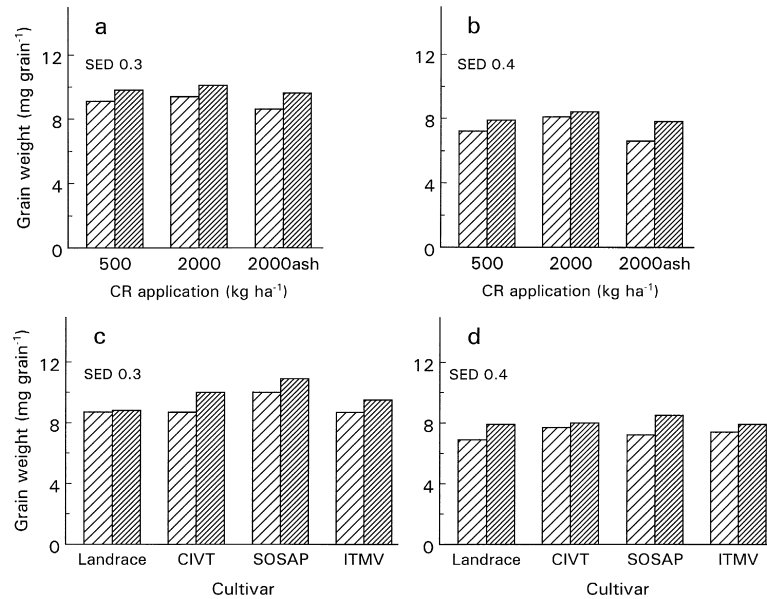 a
SED 0.3
Grain weight (mg grain⁻¹)
12
8
4
0
500 2000 2000ash
CR application (kg ha⁻¹)
b
SED 0.4
12
8
4
0
500 2000 2000ash
CR application (kg ha⁻¹)
c
SED 0.3
Grain weight (mg grain⁻¹)
12
8
4
0
Landrace CIVT SOSAP ITMV
Cultivar
d
SED 0.4
12
8
4
0
Landrace CIVT SOSAP ITMV
Cultivar